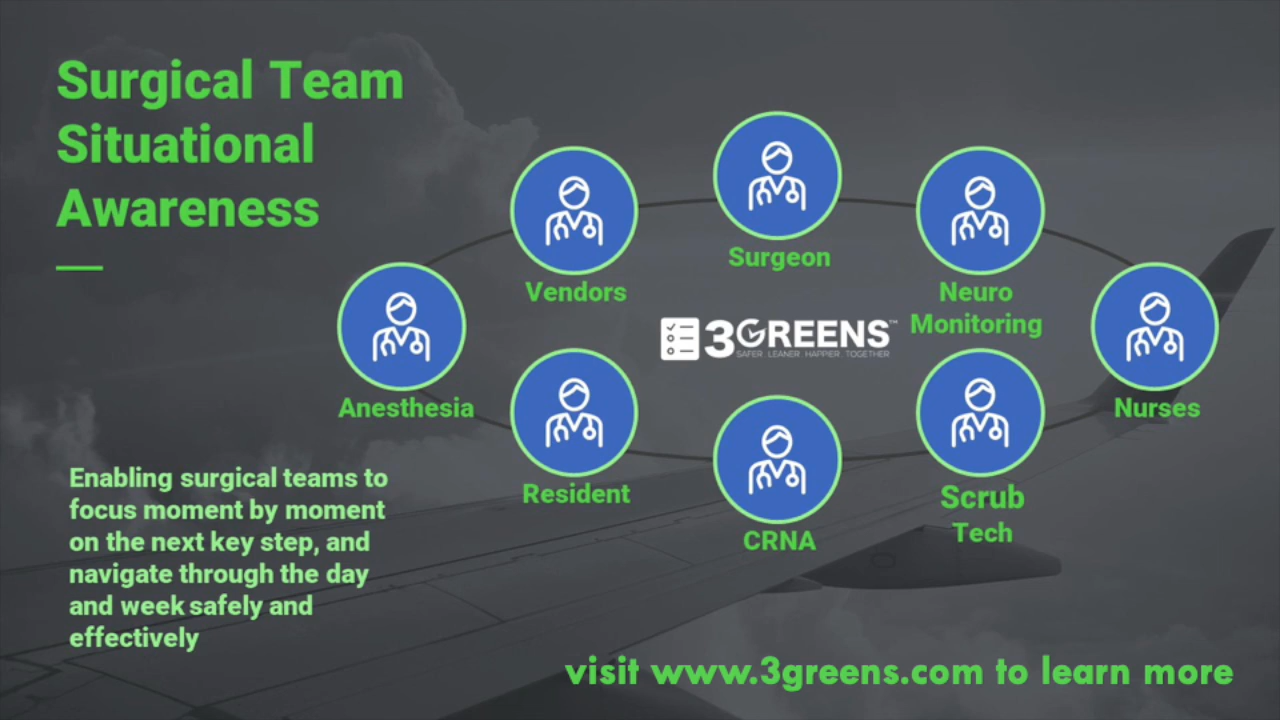 Surgical Team
Situational
Awareness
Vendors
Surgeon
Neuro
Monitoring
Anesthesia
3GREENS™
SAFER . LEANER . HAPPIER . TOGETHER
Nurses
Resident
CRNA
Scrub
Tech
Enabling surgical teams to
focus moment by moment
on the next key step, and
navigate through the day
and week safely and
effectively
visit www.3greens.com to learn more